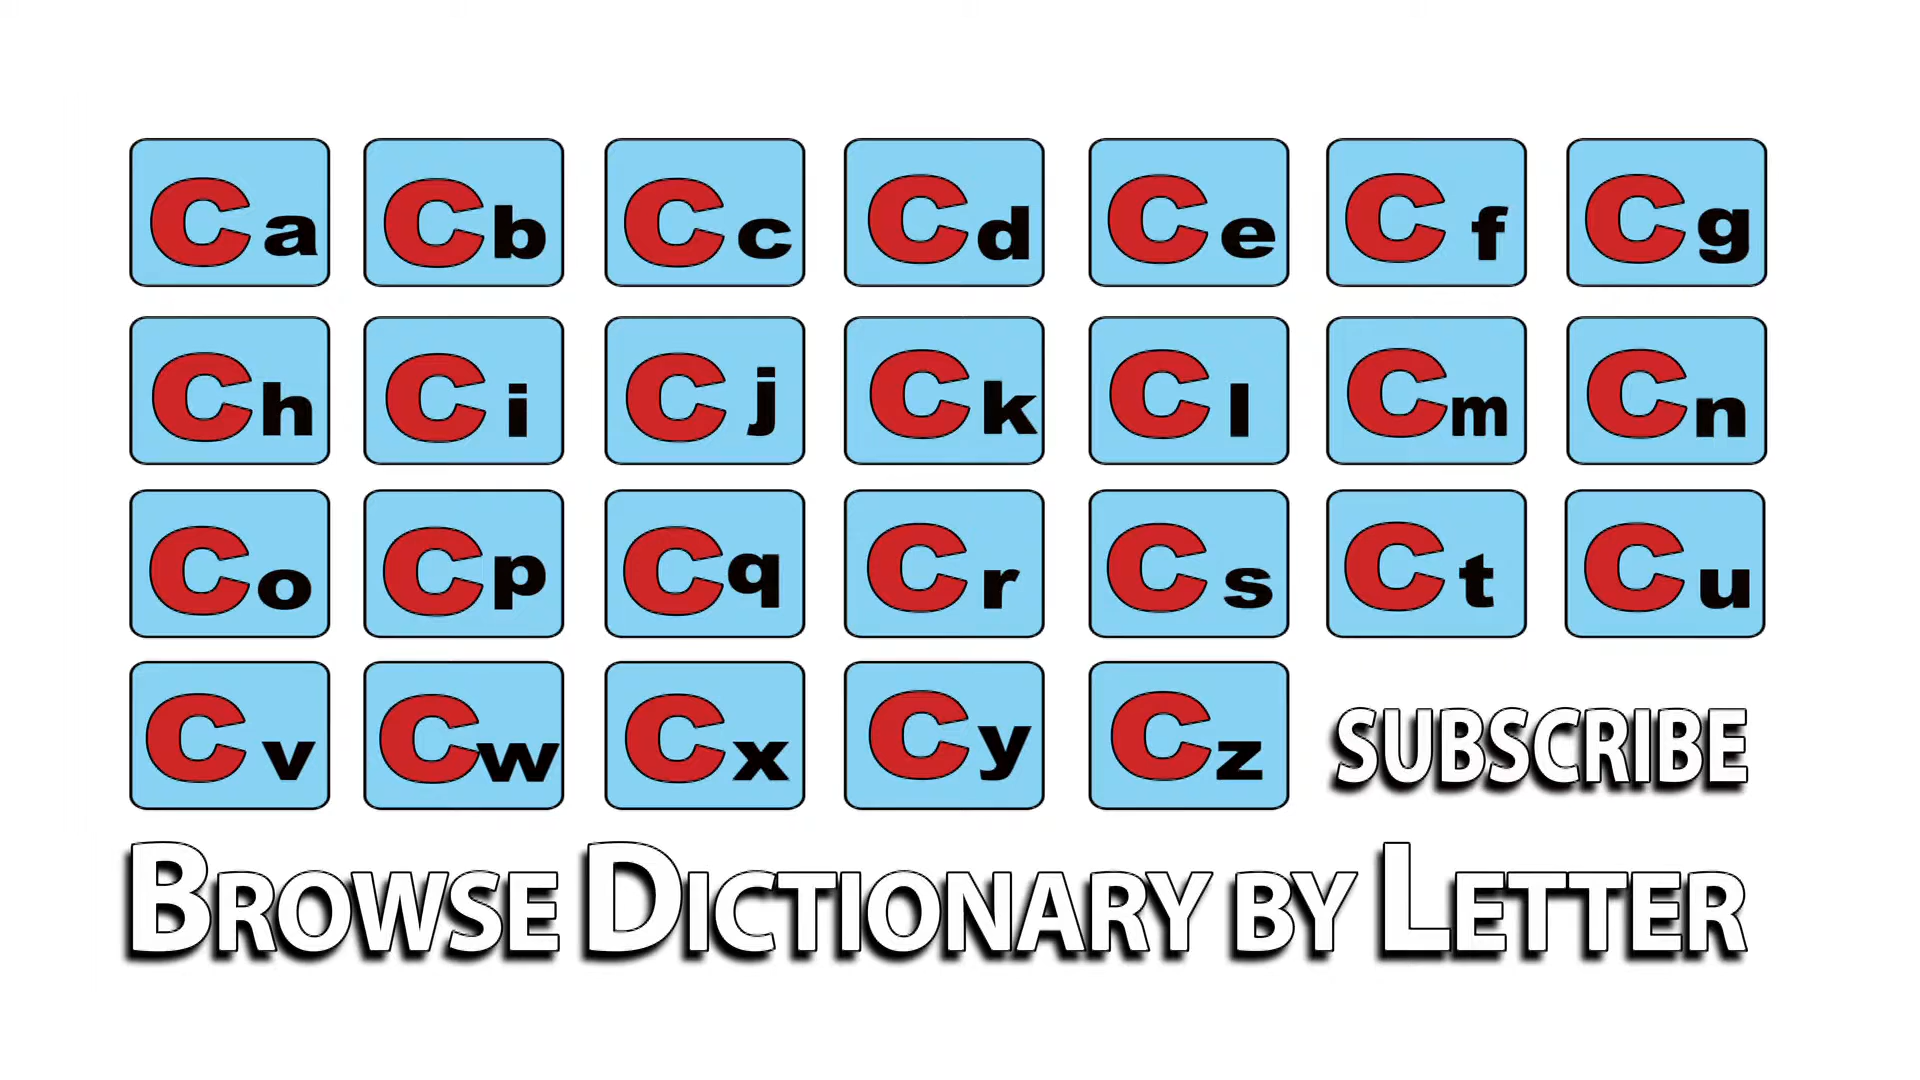 Ca Cb Cc Cd Ce Cf Cg
Ch Ci Cj Ck Cl Cm Cn
Co Cp Cq Cr Cs Ct Cu
Cv Cw Cx Cy Cz SUBSCRIBE
BROWSE DICTIONARY BY LETTER